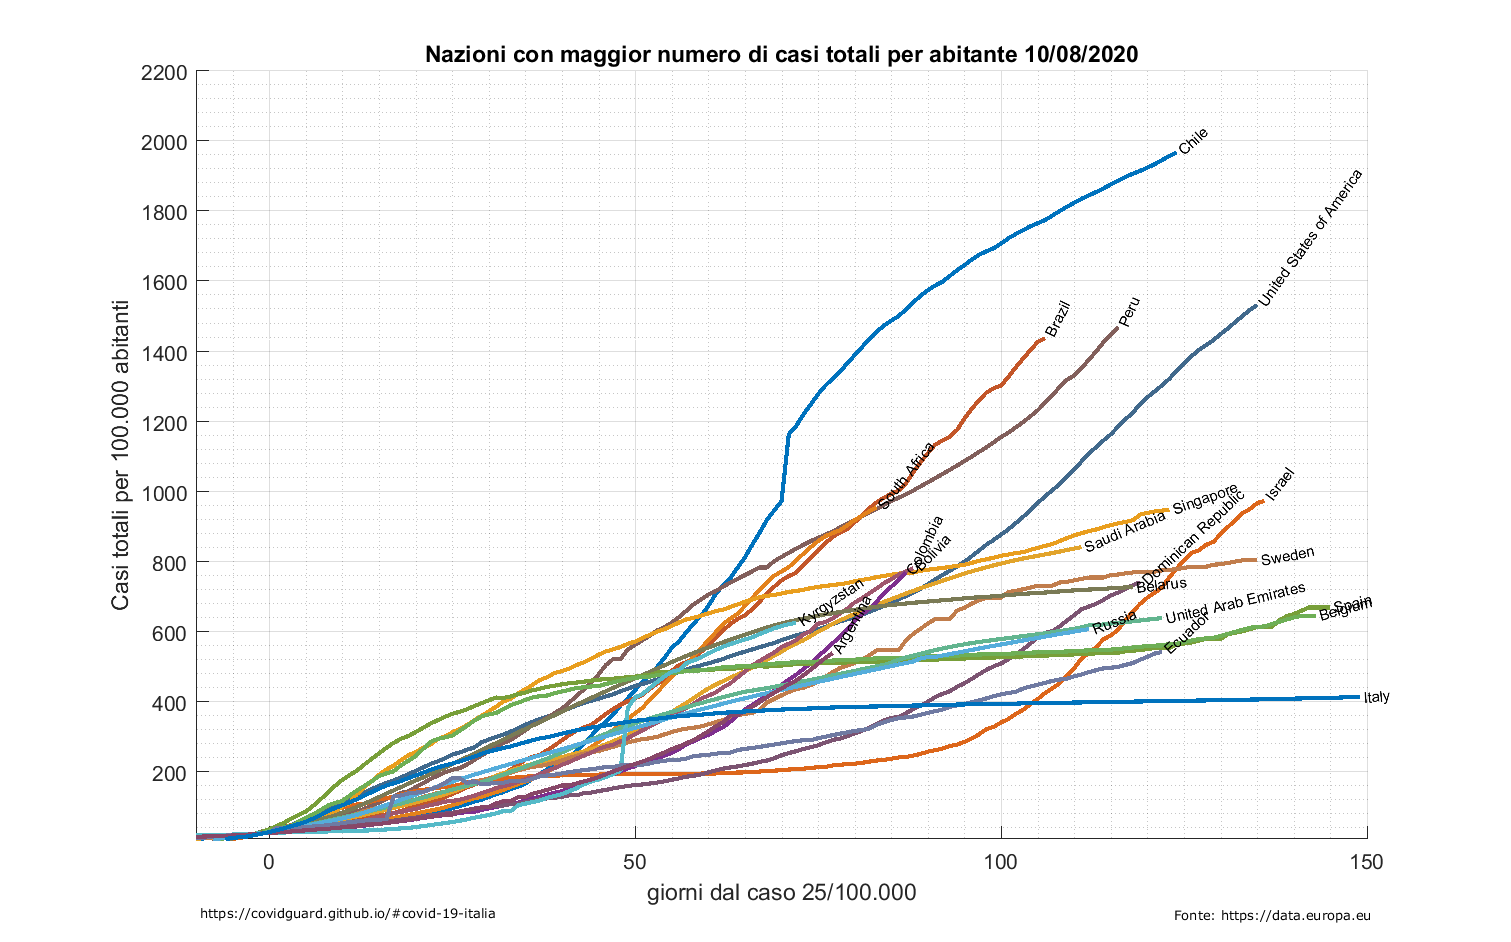 Nazioni con maggior numero di casi totali per abitante 10/08/2020
Casi totali per 100.000 abitanti
2200
2000
1800
1600
1400
1200
1000
800
600
400
200
Chile
United States of America
Brazil
Peru
South Africa
Israel
Singapore
Saudi Arabia
Dominican Republic
Colombia
Bolivia
Sweden
Belarus
Kyrgyzstan
United Arab Emirates
Argentina
Spain
Belgium
Russia
Ecuador
Italy
0
50
100
150
giorni dal caso 25/100.000
https://covidguard.github.io/#covid-19-italia
Fonte: https://data.europa.eu